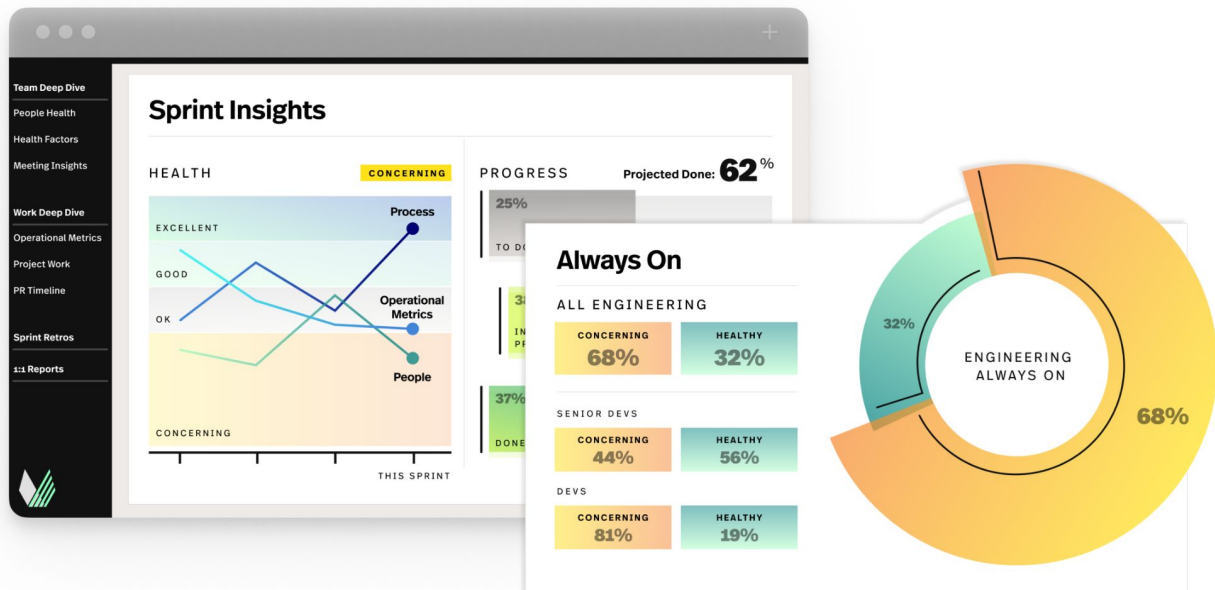 Team Deep Dive
People Health
Health Factors
Meeting Insights
Work Deep Dive
Operational Metrics
Project Work
PR Timeline
Sprint Retros
1:1 Reports
Sprint Insights
HEALTH
CONCERNING
EXCELLENT
GOOD
OK
CONCERNING
Process
Operational
Metrics
People
THIS SPRINT
PROGRESS
Projected Done: 62%
25%
TO DO
37%
DONE
Always On
ALL ENGINEERING
CONCERNING
68%
HEALTHY
32%
SENIOR DEVS
CONCERNING
44%
HEALTHY
56%
DEVS
CONCERNING
81%
HEALTHY
19%
32%
ENGINEERING
ALWAYS ON
68%